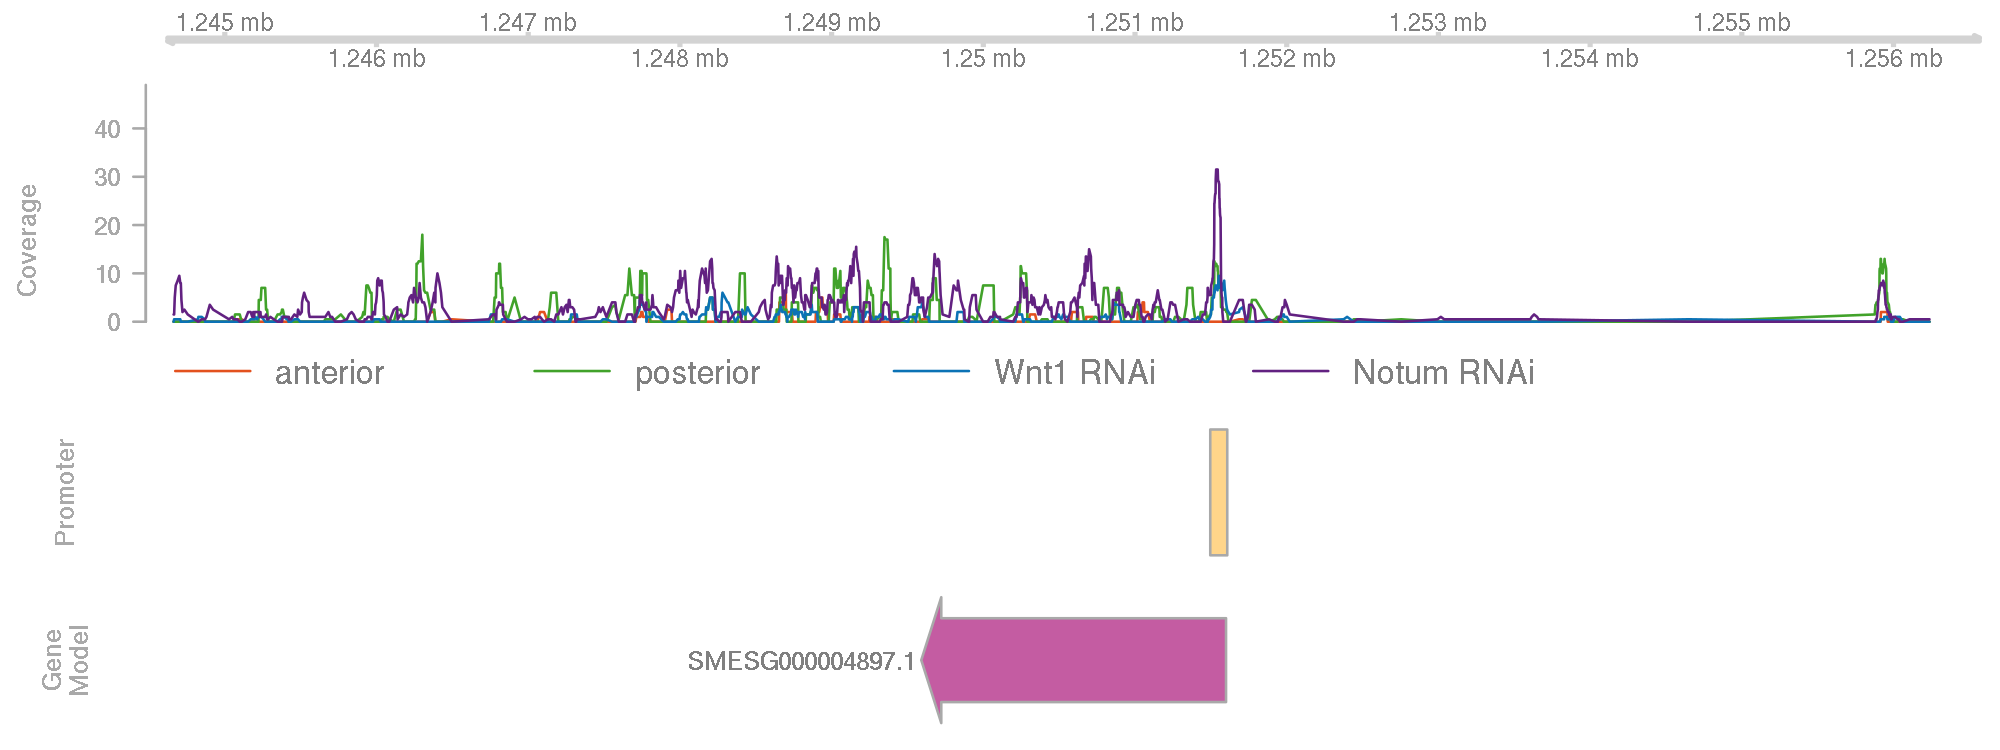 1.245 mb 1.247 mb 1.249 mb 1.251 mb 1.253 mb 1.255 mb
1.246 mb 1.248 mb 1.25 mb 1.252 mb 1.254 mb 1.256 mb
Coverage
40
30
20
10
0
anterior posterior Wnt1 RNAi Notum RNAi
Promoter
Gene
Model
SMESG000004897.1